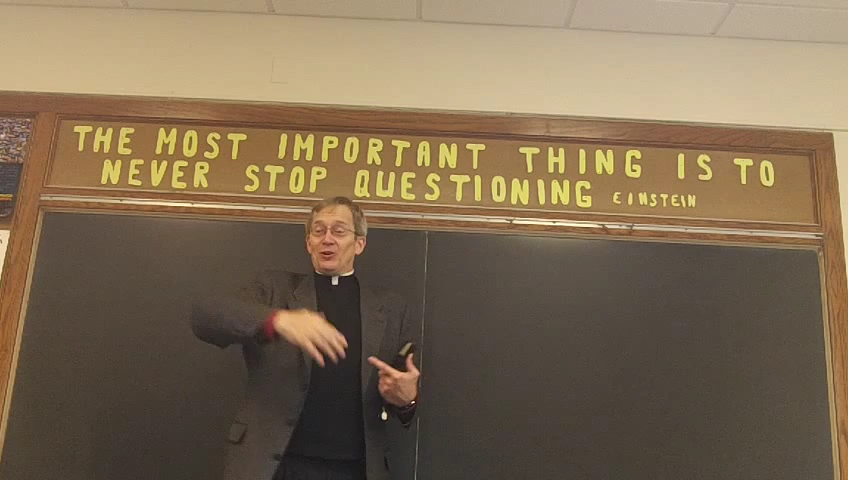 THE MOST IMPORTANT THING IS TO
NEVER STOP QUESTIONING EINSTEIN